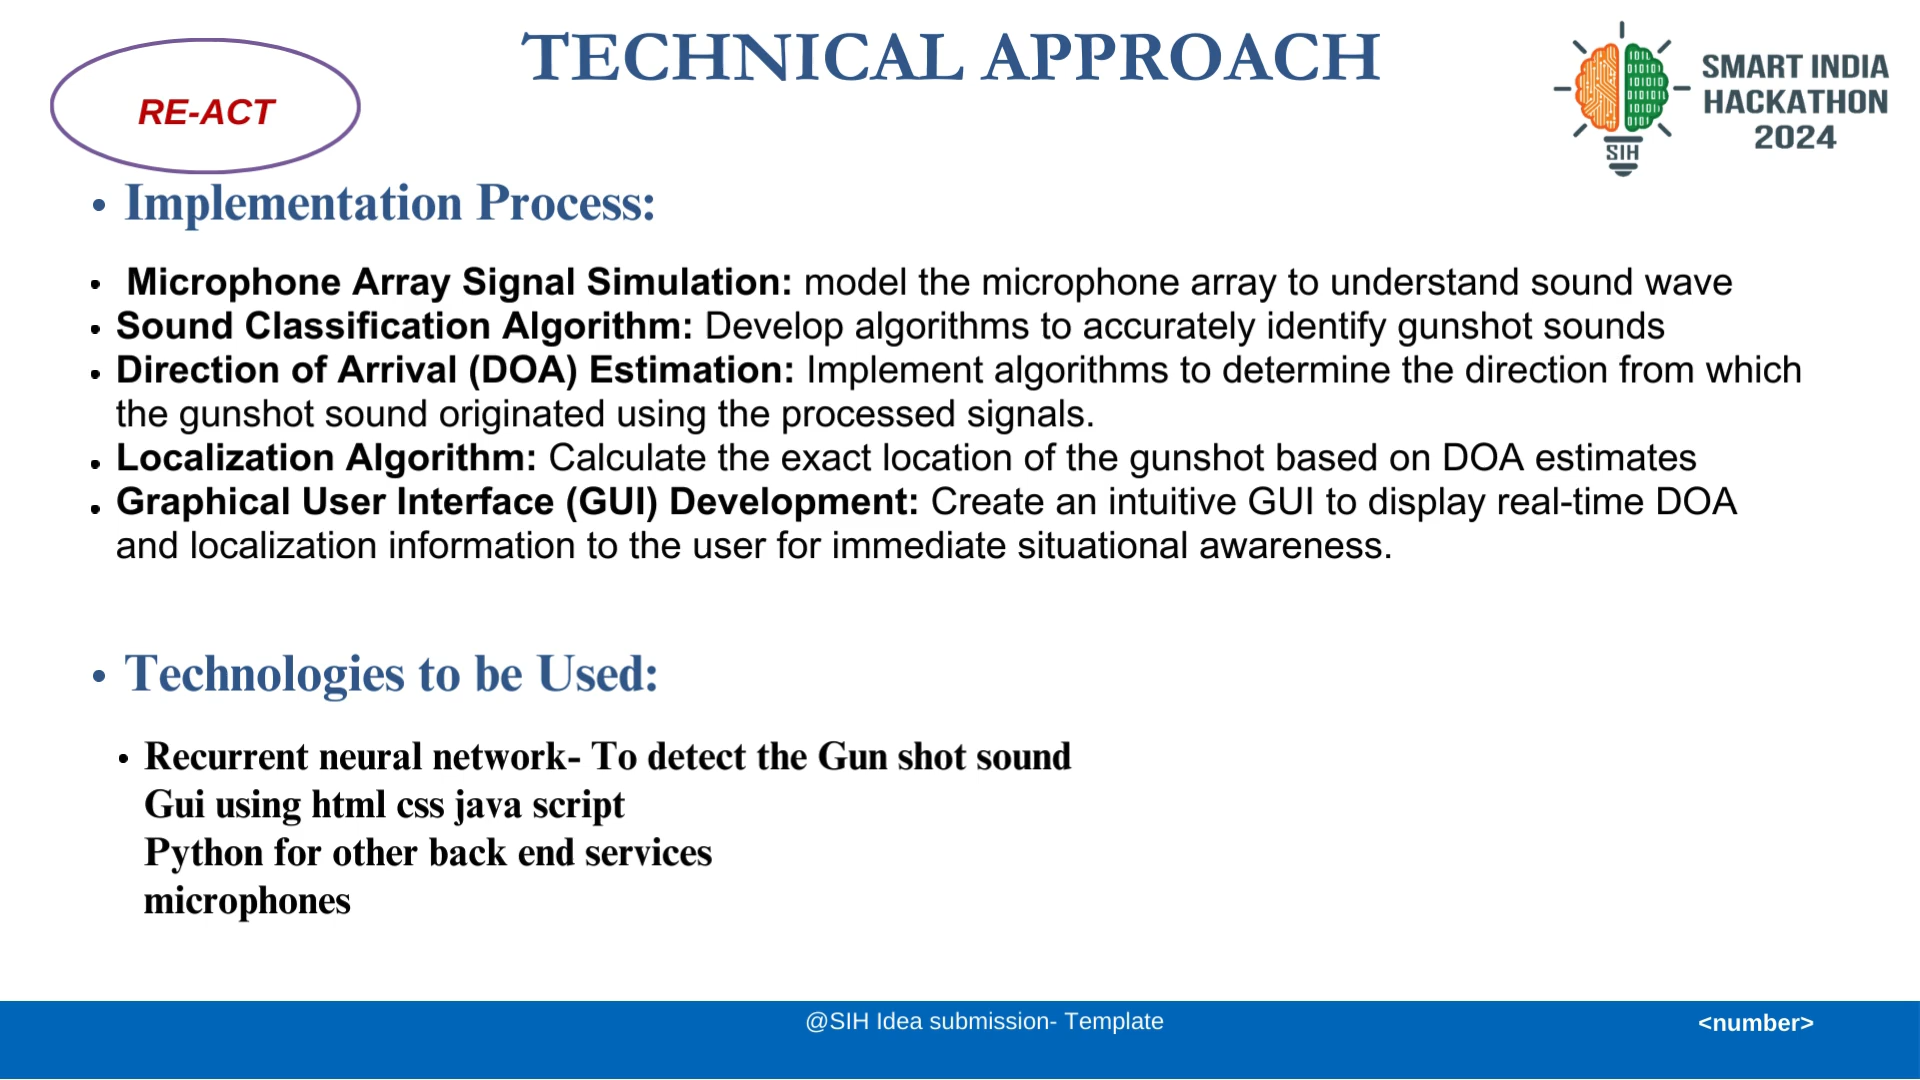 TECHNICAL APPROACH
RE-ACT
SMART INDIA
HACKATHON
2024
SIH
• Implementation Process:
• Microphone Array Signal Simulation: model the microphone array to understand sound wave
• Sound Classification Algorithm: Develop algorithms to accurately identify gunshot sounds
• Direction of Arrival (DOA) Estimation: Implement algorithms to determine the direction from which
the gunshot sound originated using the processed signals.
• Localization Algorithm: Calculate the exact location of the gunshot based on DOA estimates
• Graphical User Interface (GUI) Development: Create an intuitive GUI to display real-time DOA
and localization information to the user for immediate situational awareness.
• Technologies to be Used:
• Recurrent neural network- To detect the Gun shot sound
Gui using html css java script
Python for other back end services
microphones
@SIH Idea submission- Template
<number>